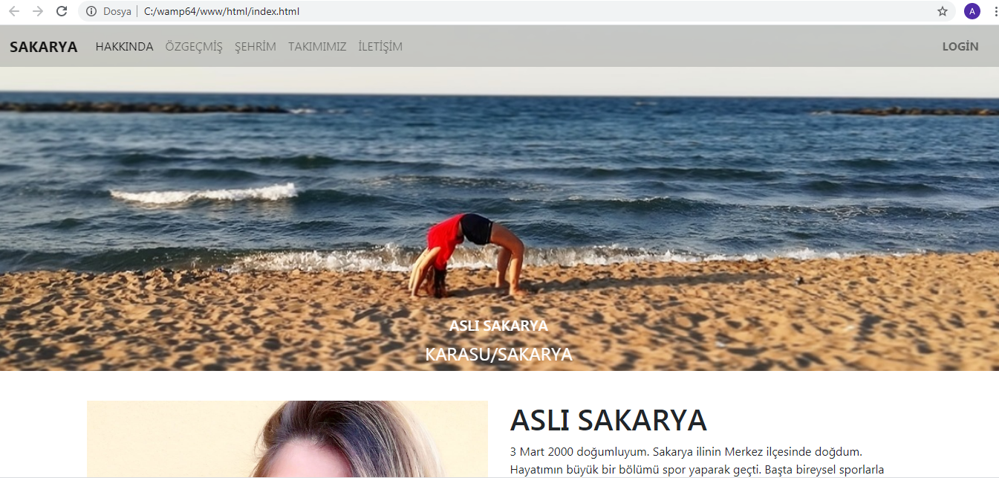 Dosya C:/wamp64/www/html/index.html A
SAKARYA HAKKINDA ÖZGEÇMİŞ ŞEHRİM TAKIMIMIZ İLETİŞİM LOGİN
ASLI SAKARYA
KARASU/SAKARYA
ASLI SAKARYA
3 Mart 2000 doğumluyum. Sakarya ilinin Merkez ilçesinde doğdum.
Hayatımın büyük bir bölümü spor yaparak geçti. Başta bireysel sporlarla